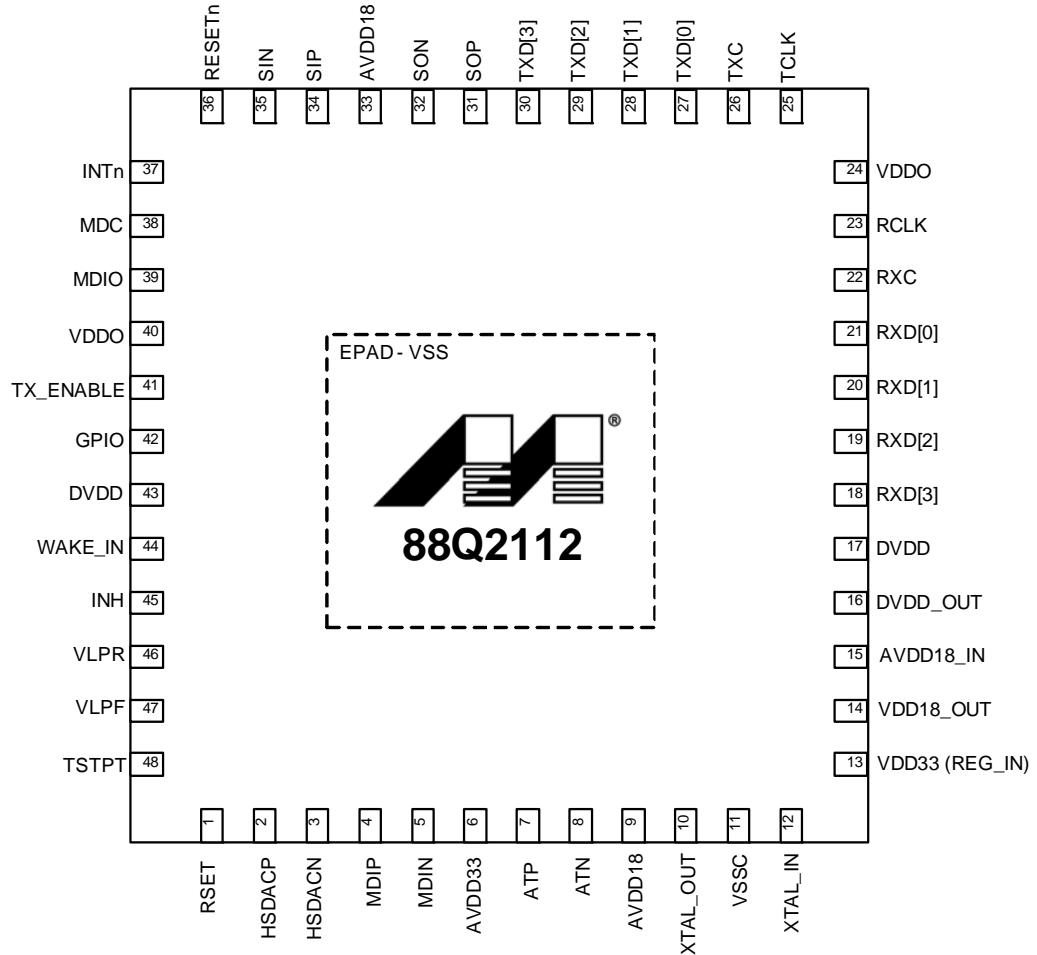 RESETn
SIN
SIP
AVDD18
SON
SOP
TXD[3]
TXD[2]
TXD[1]
TXD[0]
TXC
TCLK
36
35
34
33
32
31
30
29
28
27
26
25
INTn 37
MDC 38
MDIO 39
VDDO 40
TX_ENABLE 41
GPIO 42
DVDD 43
WAKE_IN 44
INH 45
VLPR 46
VLPF 47
TSTPT 48
EPAD - VSS
®
88Q2112
24 VDDO
23 RCLK
22 RXC
21 RXD[0]
20 RXD[1]
19 RXD[2]
18 RXD[3]
17 DVDD
16 DVDD_OUT
15 AVDD18_IN
14 VDD18_OUT
13 VDD33 (REG_IN)
1
2
3
4
5
6
7
8
9
10
11
12
RSET
HSDACP
HSDACN
MDIP
MDIN
AVDD33
ATP
ATN
AVDD18
XTAL_OUT
VSSC
XTAL_IN